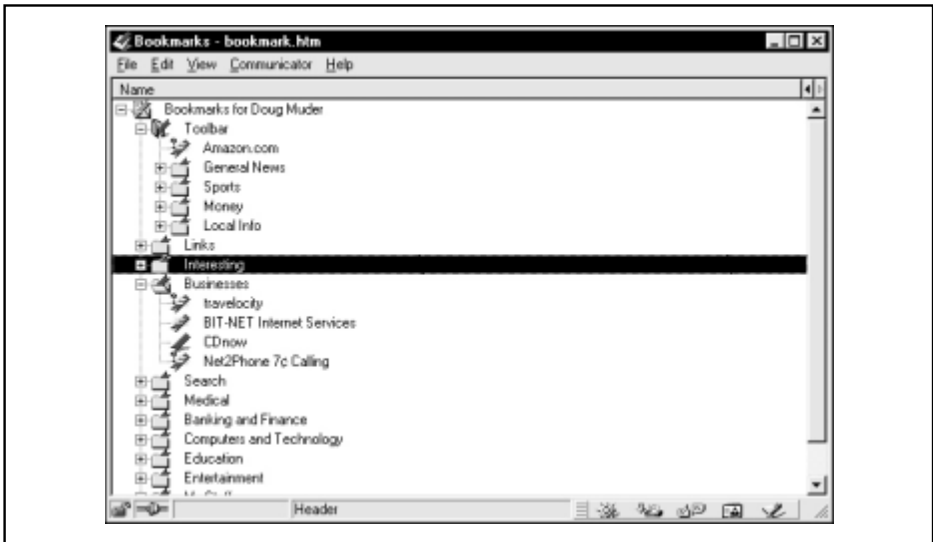 Bookmarks - bookmark.htm
File Edit View Communicator Help
Name
Bookmarks for Doug Muder
Toolbar
Amazon.com
General News
Sports
Money
Local Info
Links
Interesting
Businesses
travelocity
BIT-NET Internet Services
CDnow
Net2Phone 7¢ Calling
Search
Medical
Banking and Finance
Computers and Technology
Education
Entertainment
Header